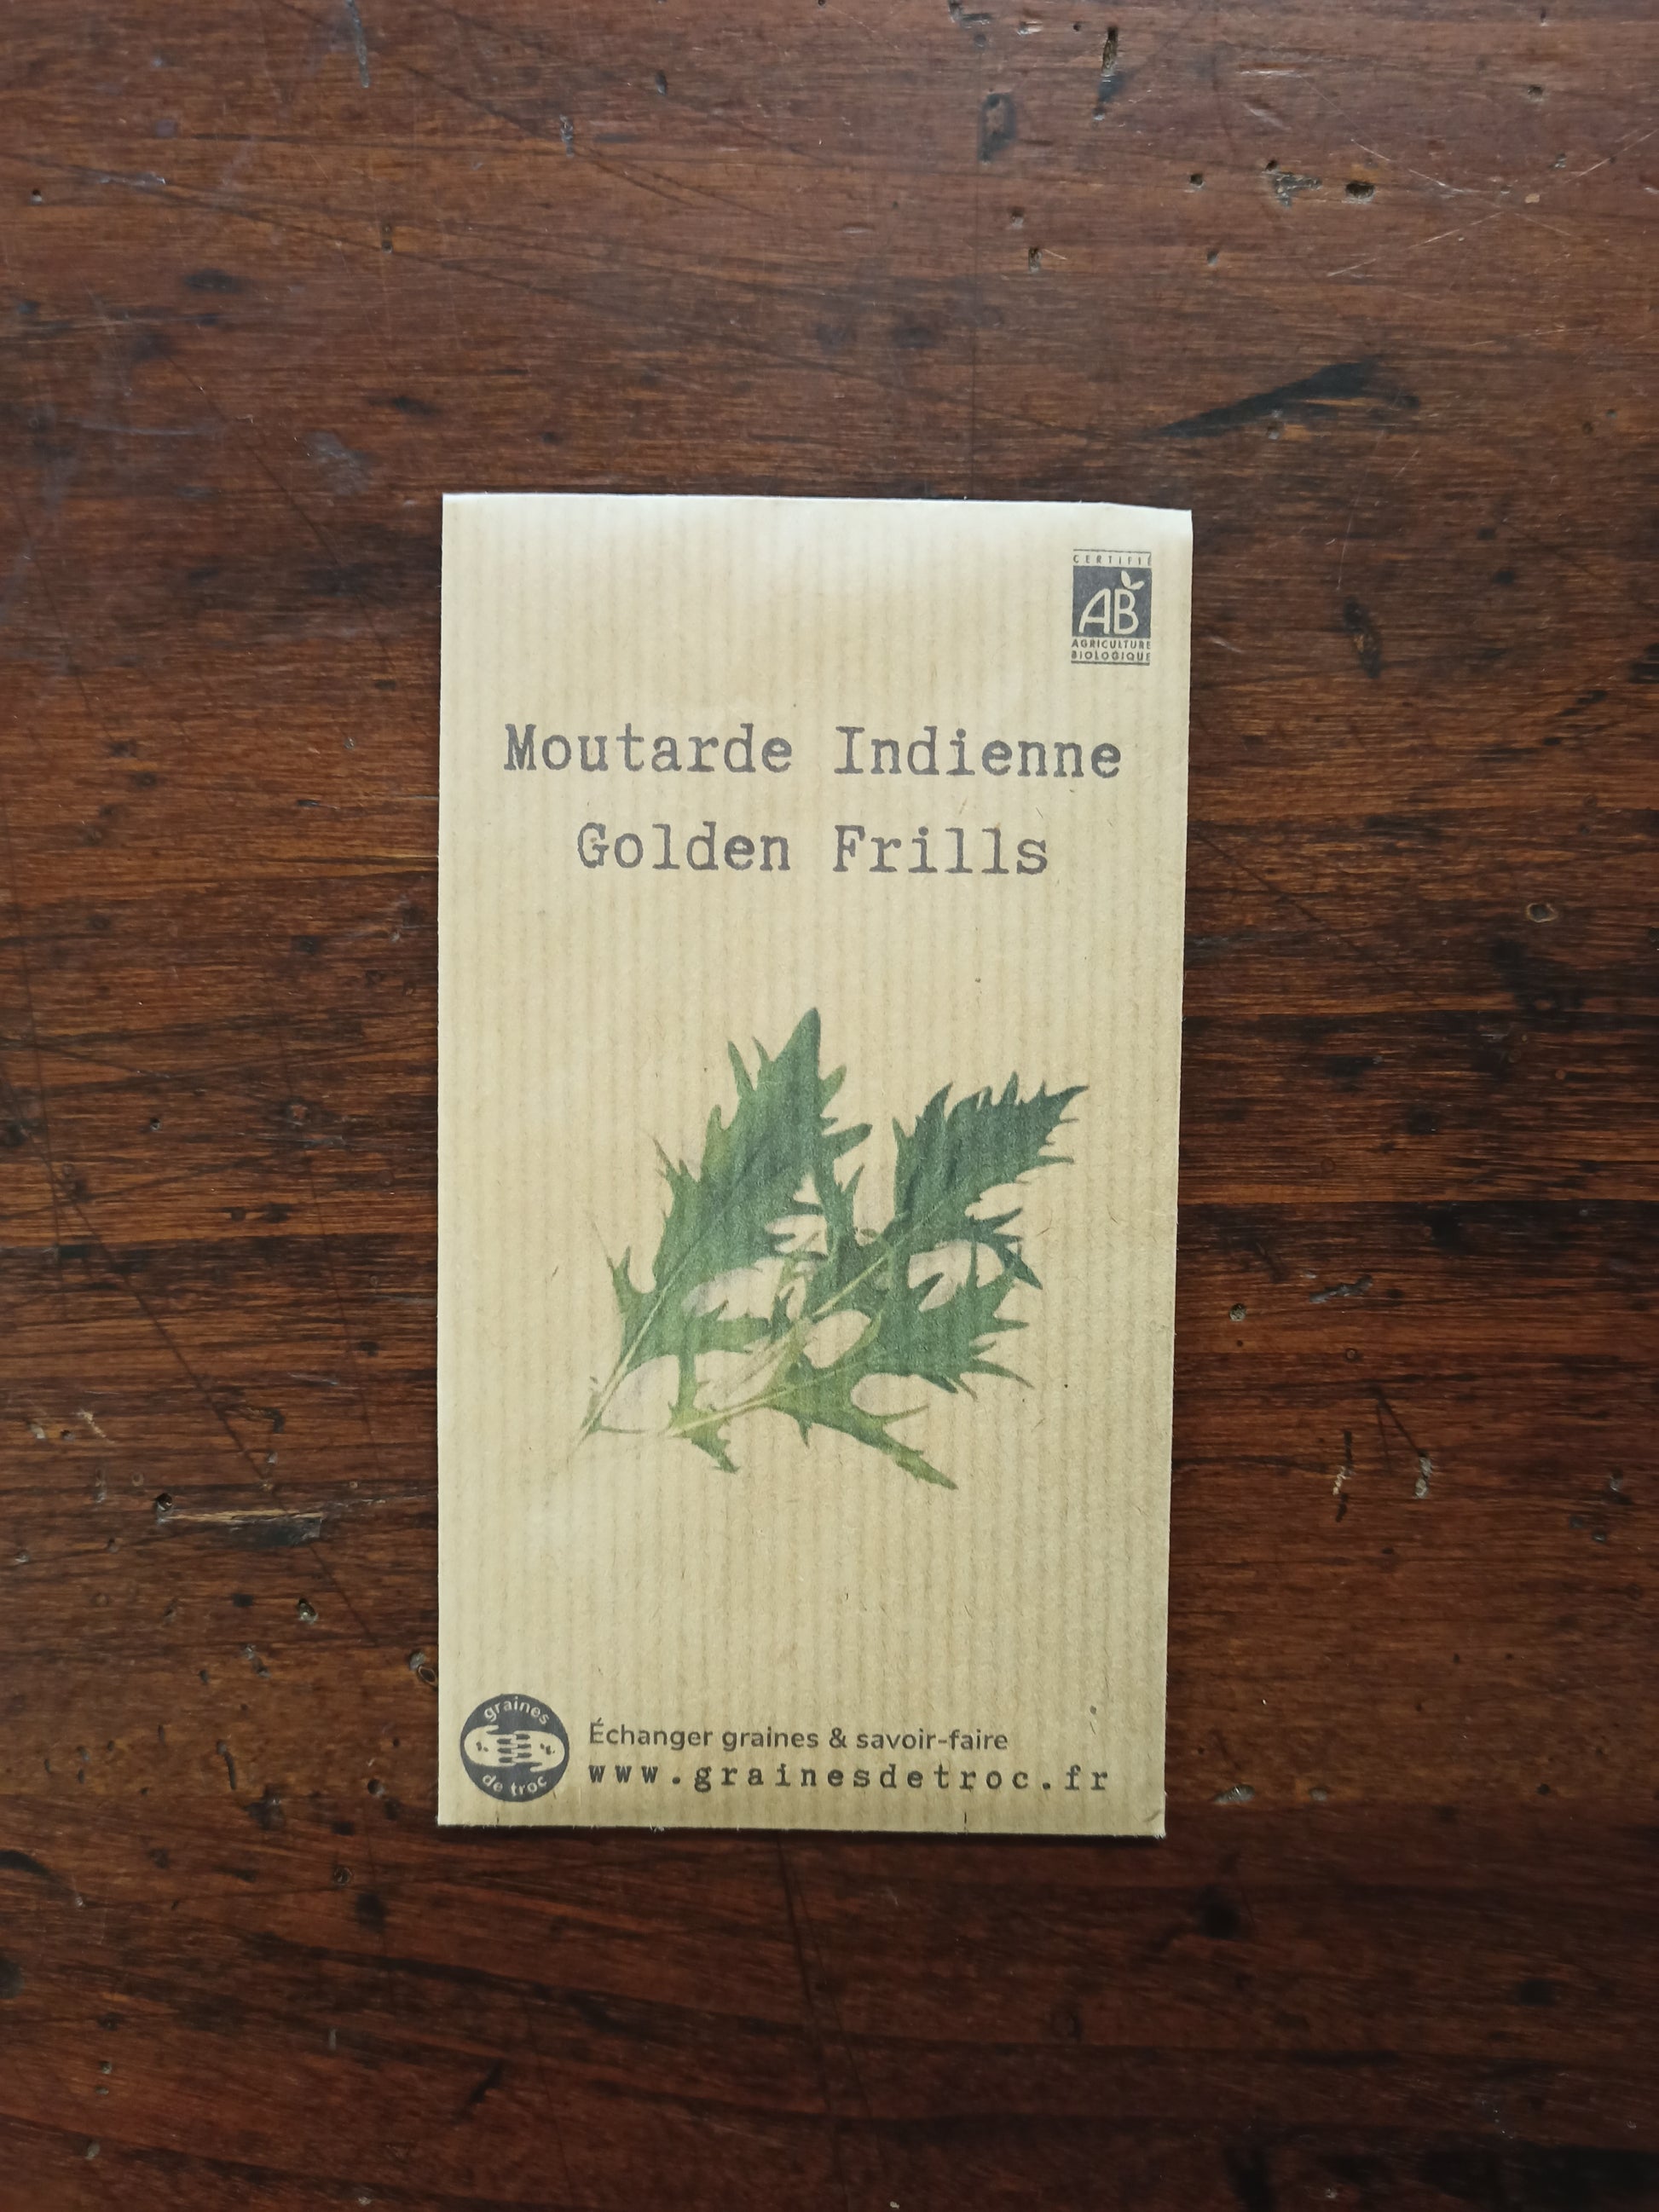 CERTIFIÉ
AB
AGRICULTURE
BIOLOGIQUE
Moutarde Indienne
Golden Frills
graines
de troc
Échanger graines & savoir-faire
www.grainesdetroc.fr